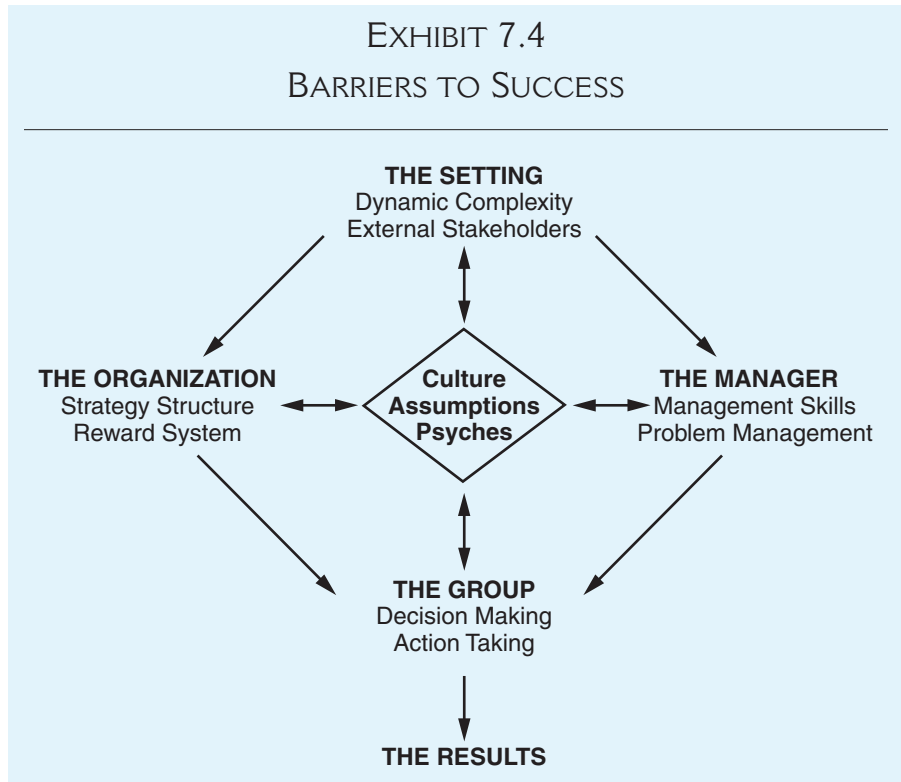 EXHIBIT 7.4
BARRIERS TO SUCCESS
THE SETTING
Dynamic Complexity
External Stakeholders
THE ORGANIZATION
Strategy Structure
Reward System
Culture
Assumptions
Psyches
THE MANAGER
Management Skills
Problem Management
THE GROUP
Decision Making
Action Taking
THE RESULTS